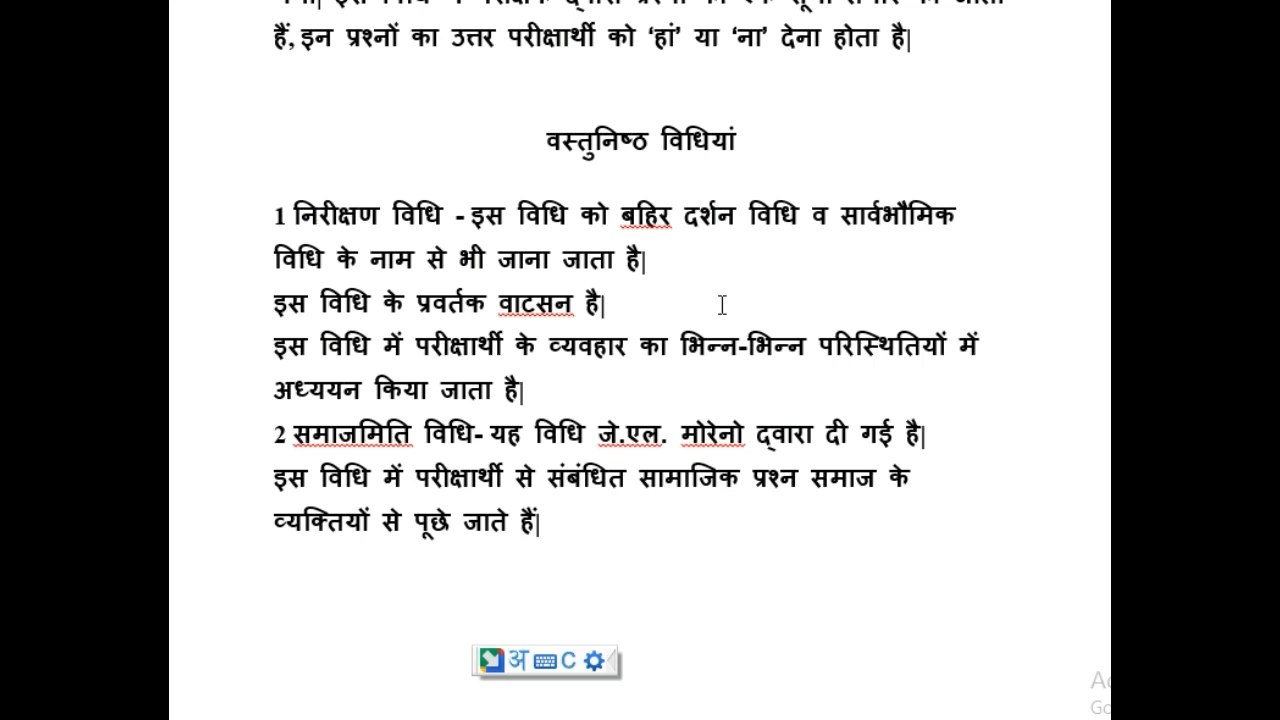 हैं, इन प्रश्नों का उत्तर परीक्षार्थी को ‘हां’ या ‘ना’ देना होता है|
वस्तुनिष्ठ विधियां
1 निरीक्षण विधि - इस विधि को बहिर दर्शन विधि व सार्वभौमिक
विधि के नाम से भी जाना जाता है|
इस विधि के प्रवर्तक वाटसन है|
इस विधि में परीक्षार्थी के व्यवहार का भिन्न-भिन्न परिस्थितियों में
अध्ययन किया जाता है|
2 समाजमिति विधि- यह विधि जे.एल. मोरेनो द्वारा दी गई है|
इस विधि में परीक्षार्थी से संबंधित सामाजिक प्रश्न समाज के
व्यक्तियों से पूछे जाते हैं|
अ C